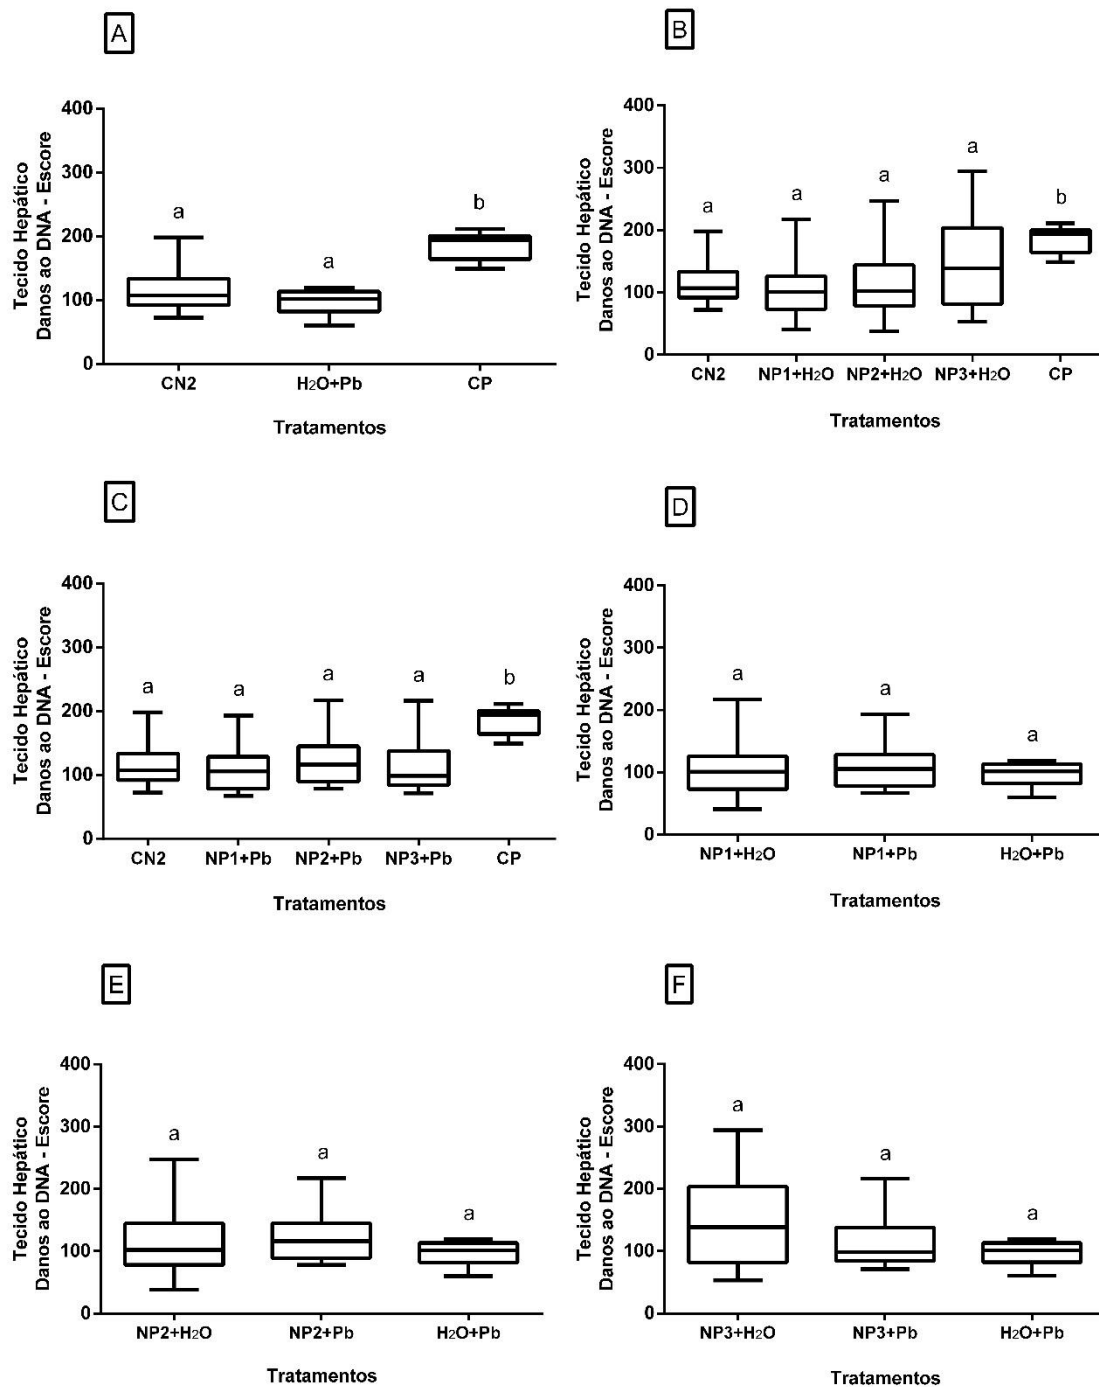 A
Tecido Hepático
Danos ao DNA - Escore
400
300
200
100
0
a
a
b
CN2 H2O+Pb CP
Tratamentos
B
Tecido Hepático
Danos ao DNA - Escore
400
300
200
100
0
a
a
a
a
b
CN2 NP1+H2O NP2+H2O NP3+H2O CP
Tratamentos
C
Tecido Hepático
Danos ao DNA - Escore
400
300
200
100
0
a
a
a
a
b
CN2 NP1+Pb NP2+Pb NP3+Pb CP
Tratamentos
D
Tecido Hepático
Danos ao DNA - Escore
400
300
200
100
0
a
a
a
NP1+H2O NP1+Pb H2O+Pb
Tratamentos
E
Tecido Hepático
Danos ao DNA - Escore
400
300
200
100
0
a
a
a
NP2+H2O NP2+Pb H2O+Pb
Tratamentos
F
Tecido Hepático
Danos ao DNA - Escore
400
300
200
100
0
a
a
a
NP3+H2O NP3+Pb H2O+Pb
Tratamentos